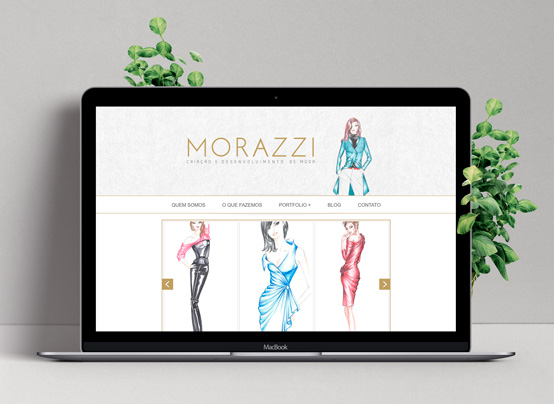 MORAZZI
CRIAÇÃO E DESENVOLVIMENTO DE MODA
QUEM SOMOS O QUE FAZEMOS PORTFOLIO + BLOG CONTATO
MacBook